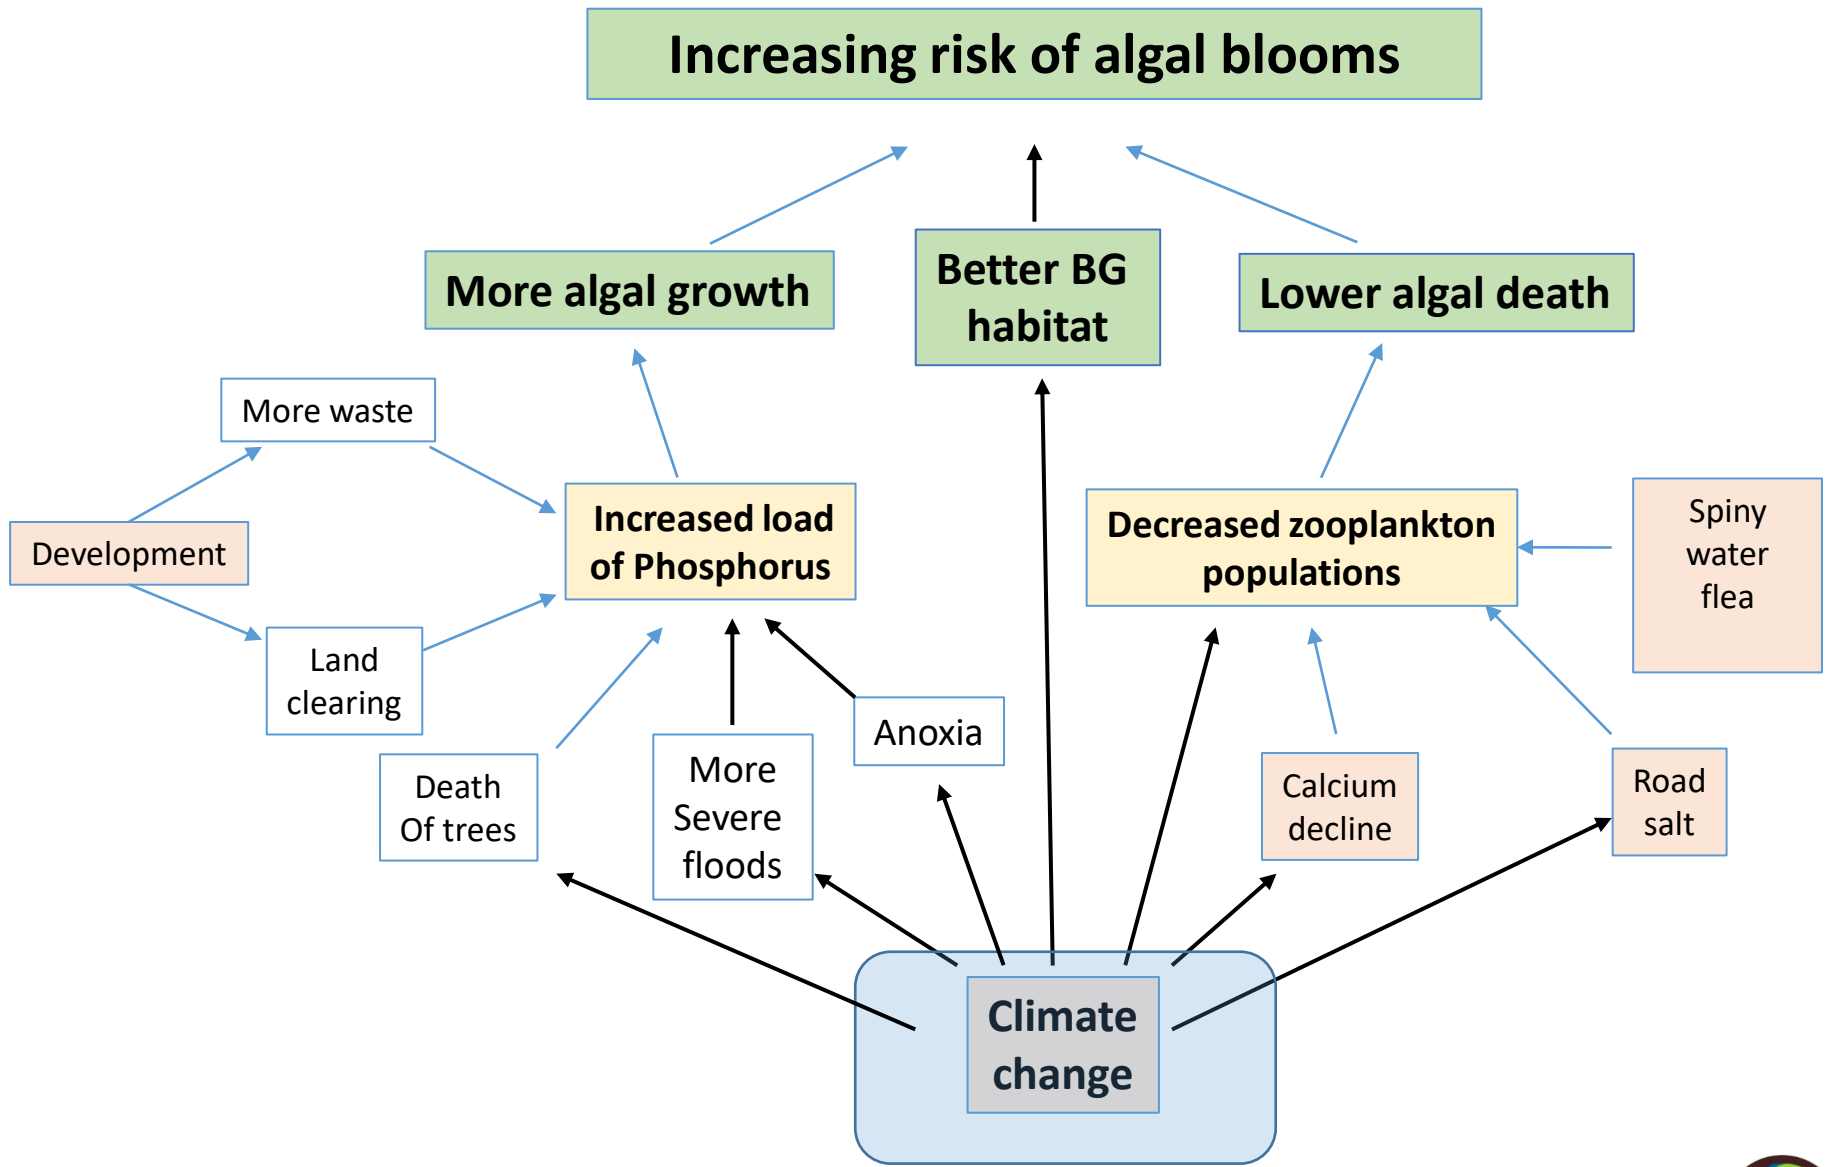 Increasing risk of algal blooms
More algal growth
Better BG
habitat
Lower algal death
More waste
Development
Land
clearing
Increased load
of Phosphorus
Decreased zooplankton
populations
Spiny
water
flea
Death
Of trees
More
Severe
floods
Anoxia
Calcium
decline
Road
salt
Climate
change